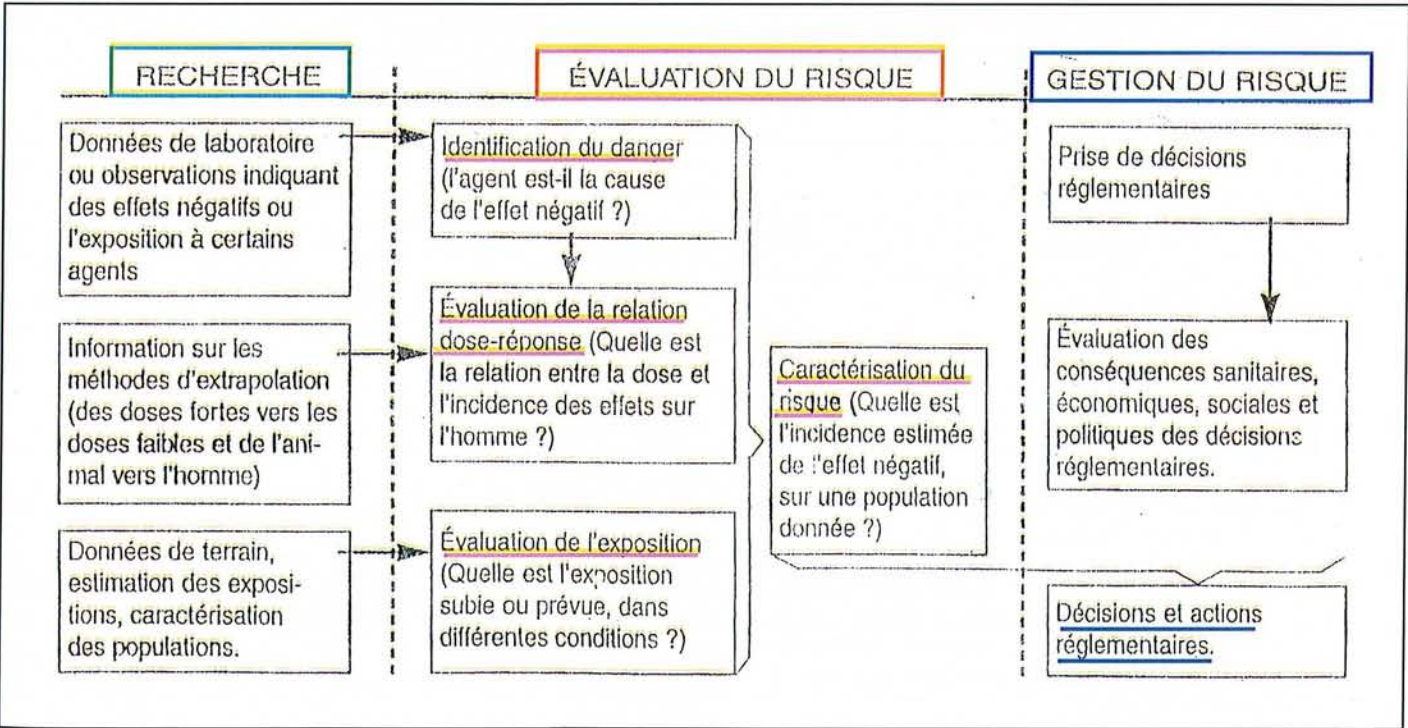 RECHERCHE
Données de laboratoire
ou observations indiquant
des effets négatifs ou
l'exposition à certains
agents
Information sur les
méthodes d'extrapolation
(des doses fortes vers les
doses faibles et de l'ani-
mal vers l'homme)
Données de terrain,
estimation des exposi-
tions, caractérisation
des populations.
ÉVALUATION DU RISQUE
Identification du danger
(l'agent est-il la cause
de l'effet négatif ?)
Évaluation de la relation
dose-réponse (Quelle est
la relation entre la dose et
l'incidence des effets sur
l'homme ?)
Évaluation de l'exposition
(Quelle est l'exposition
subie ou prévue, dans
différentes conditions ?)
Caractérisation du
risque (Quelle est
l'incidence estimée
de l'effet négatif,
sur une population
donnée ?)
GESTION DU RISQUE
Prise de décisions
réglementaires
Évaluation des
conséquences sanitaires,
économiques, sociales et
politiques des décisions
réglementaires.
Décisions et actions
réglementaires.